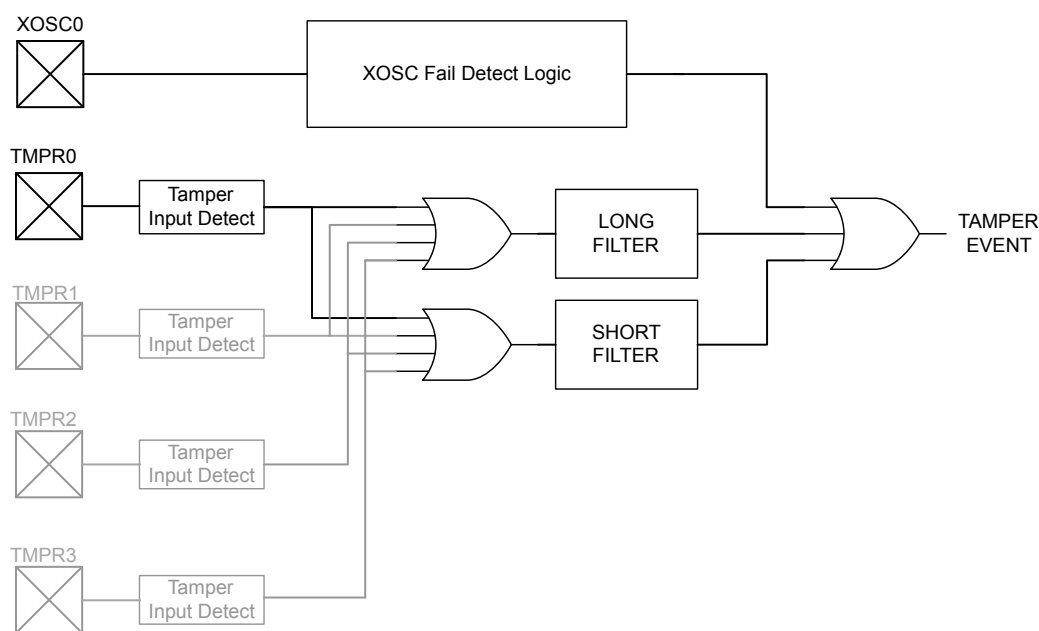 XOSC0
XOSC Fail Detect Logic
TMPR0
Tamper
Input Detect
LONG
FILTER
TAMPER
EVENT
TMPR1
Tamper
Input Detect
SHORT
FILTER
TMPR2
Tamper
Input Detect
TMPR3
Tamper
Input Detect